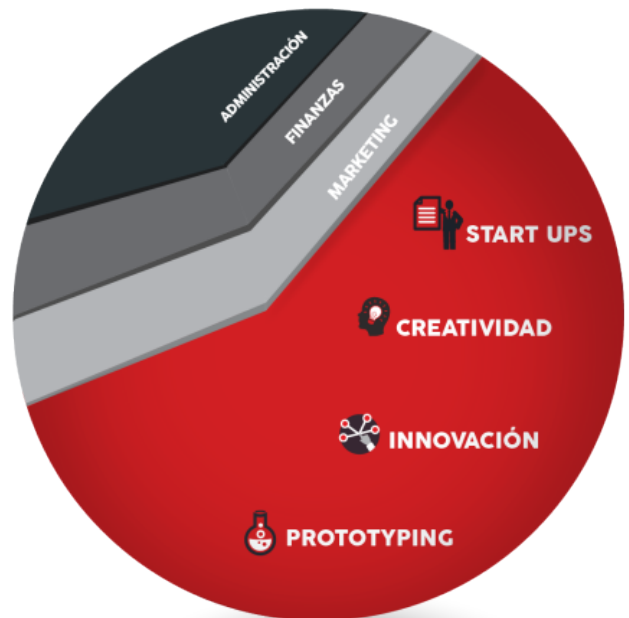 ADMINISTRACIÓN
FINANZAS
MARKETING
START UPS
CREATIVIDAD
INNOVACIÓN
PROTOTYPING